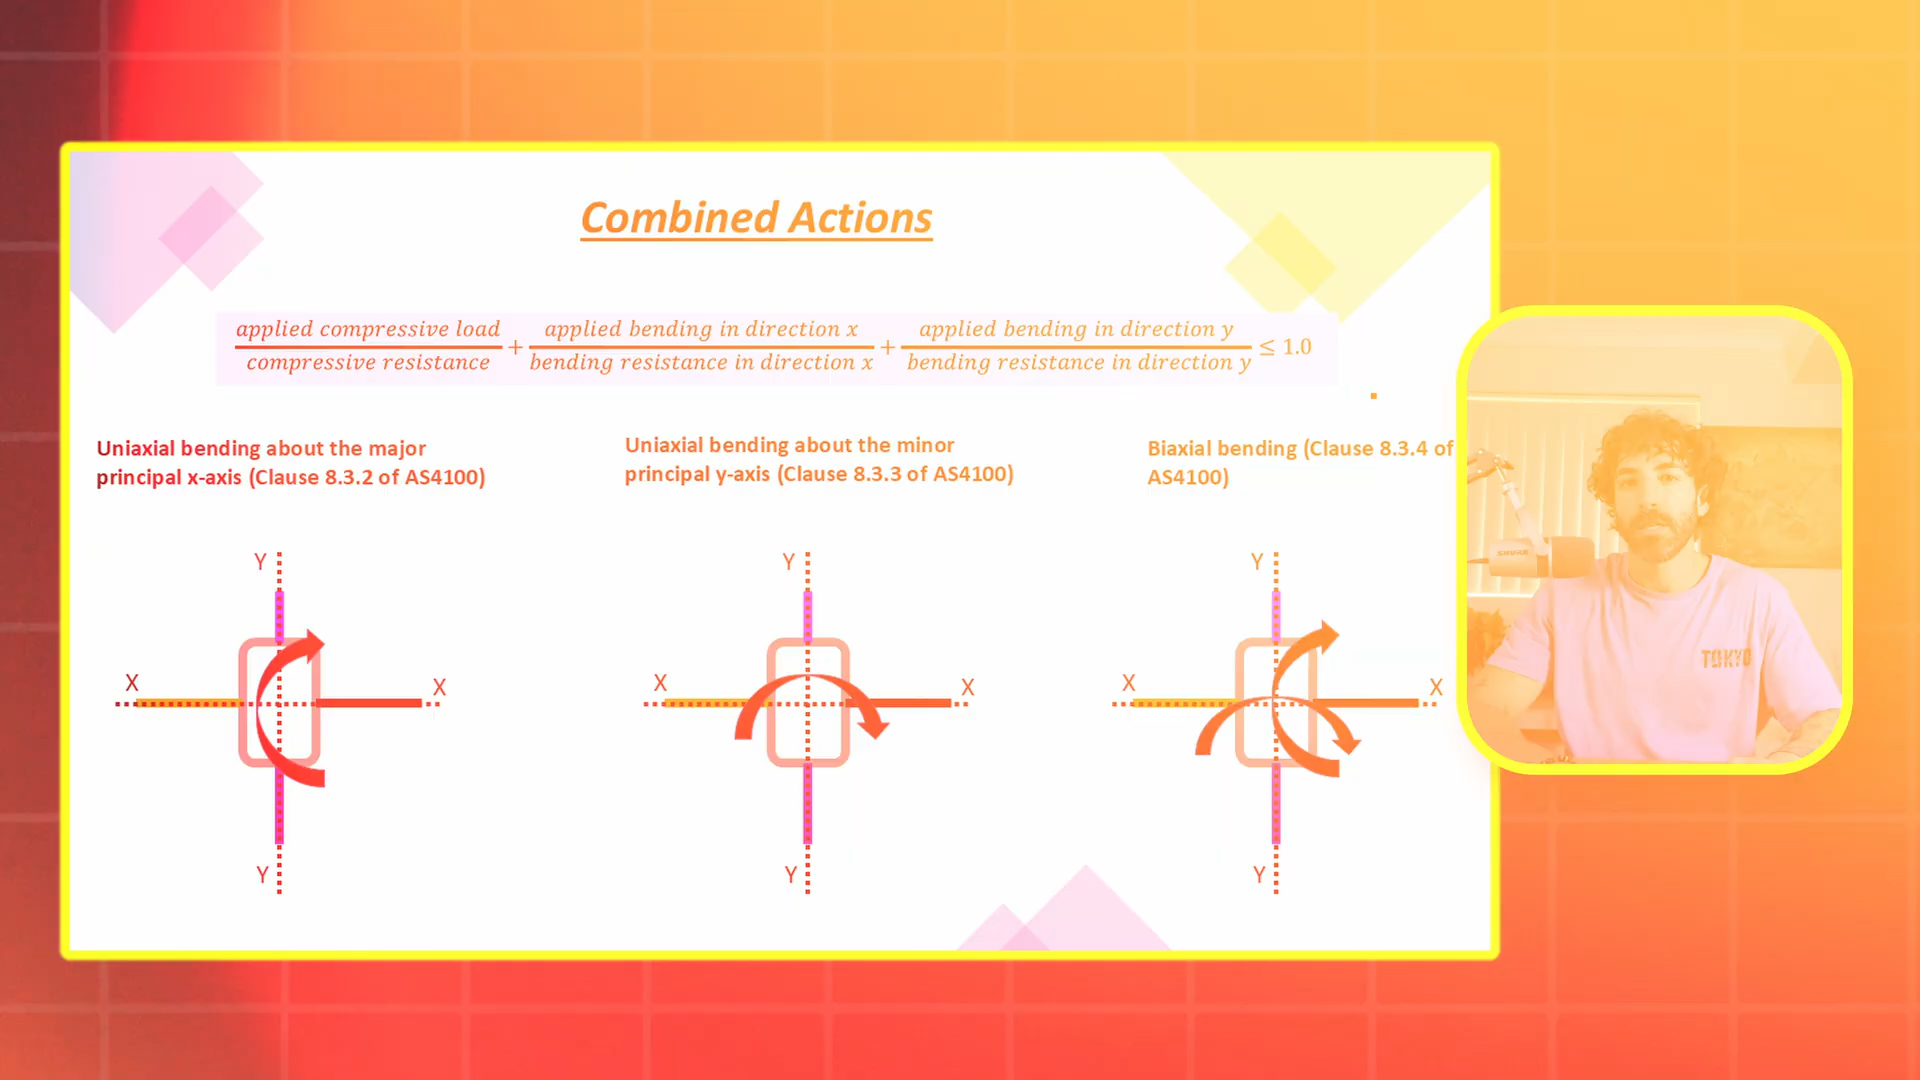 Combined Actions
applied compressive load
compressive resistance
+
applied bending in direction x
bending resistance in direction x
+
applied bending in direction y
bending resistance in direction y
≤ 1.0
Uniaxial bending about the major
principal x-axis (Clause 8.3.2 of AS4100)
Uniaxial bending about the minor
principal y-axis (Clause 8.3.3 of AS4100)
Biaxial bending (Clause 8.3.4 of
AS4100)
Y
X
X
Y
Y
X
X
Y
Y
X
X
Y
SHURE
TOKYO